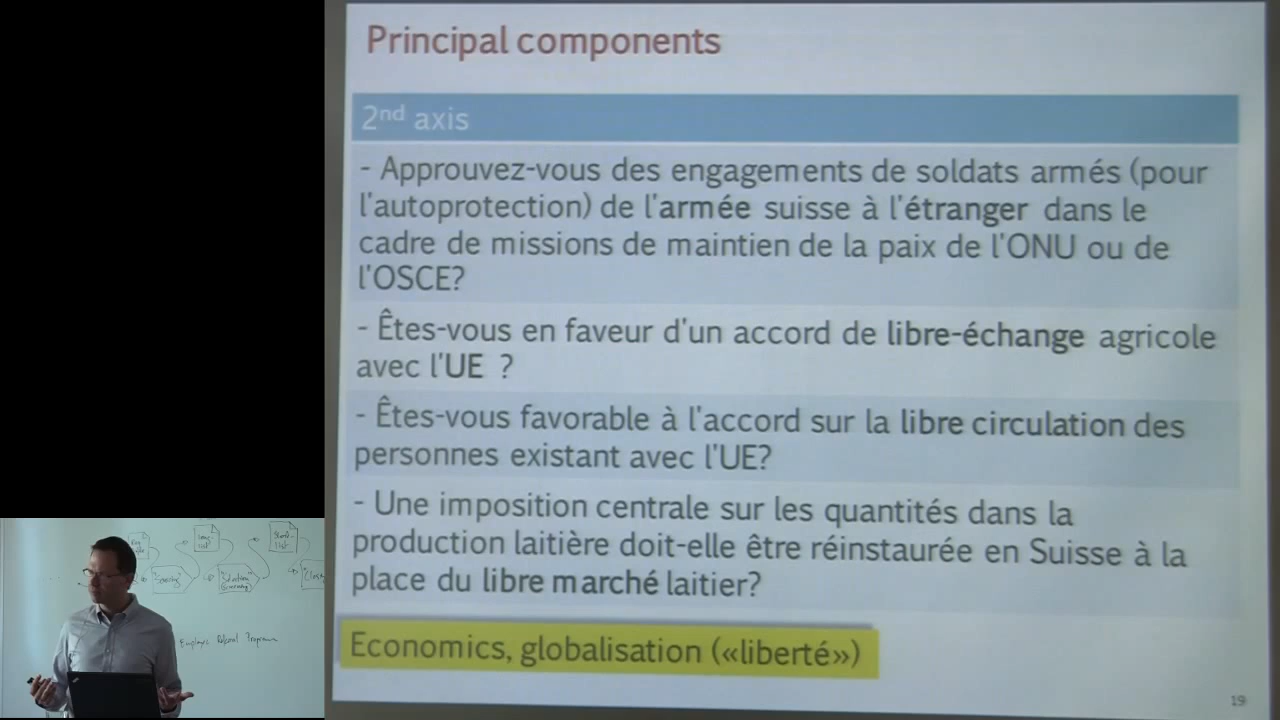 Principal components
2nd axis
- Approuvez-vous des engagements de soldats armés (pour
l'autoprotection) de l'armée suisse à l'étranger dans le
cadre de missions de maintien de la paix de l'ONU ou de
l'OSCE?
- Êtes-vous en faveur d'un accord de libre-échange agricole
avec l'UE ?
- Êtes-vous favorable à l'accord sur la libre circulation des
personnes existant avec l'UE?
- Une imposition centrale sur les quantités dans la
production laitière doit-elle être réinstaurée en Suisse à la
place du libre marché laitier?
Economics, globalisation («liberté»)
19
long-
list
Short-
list